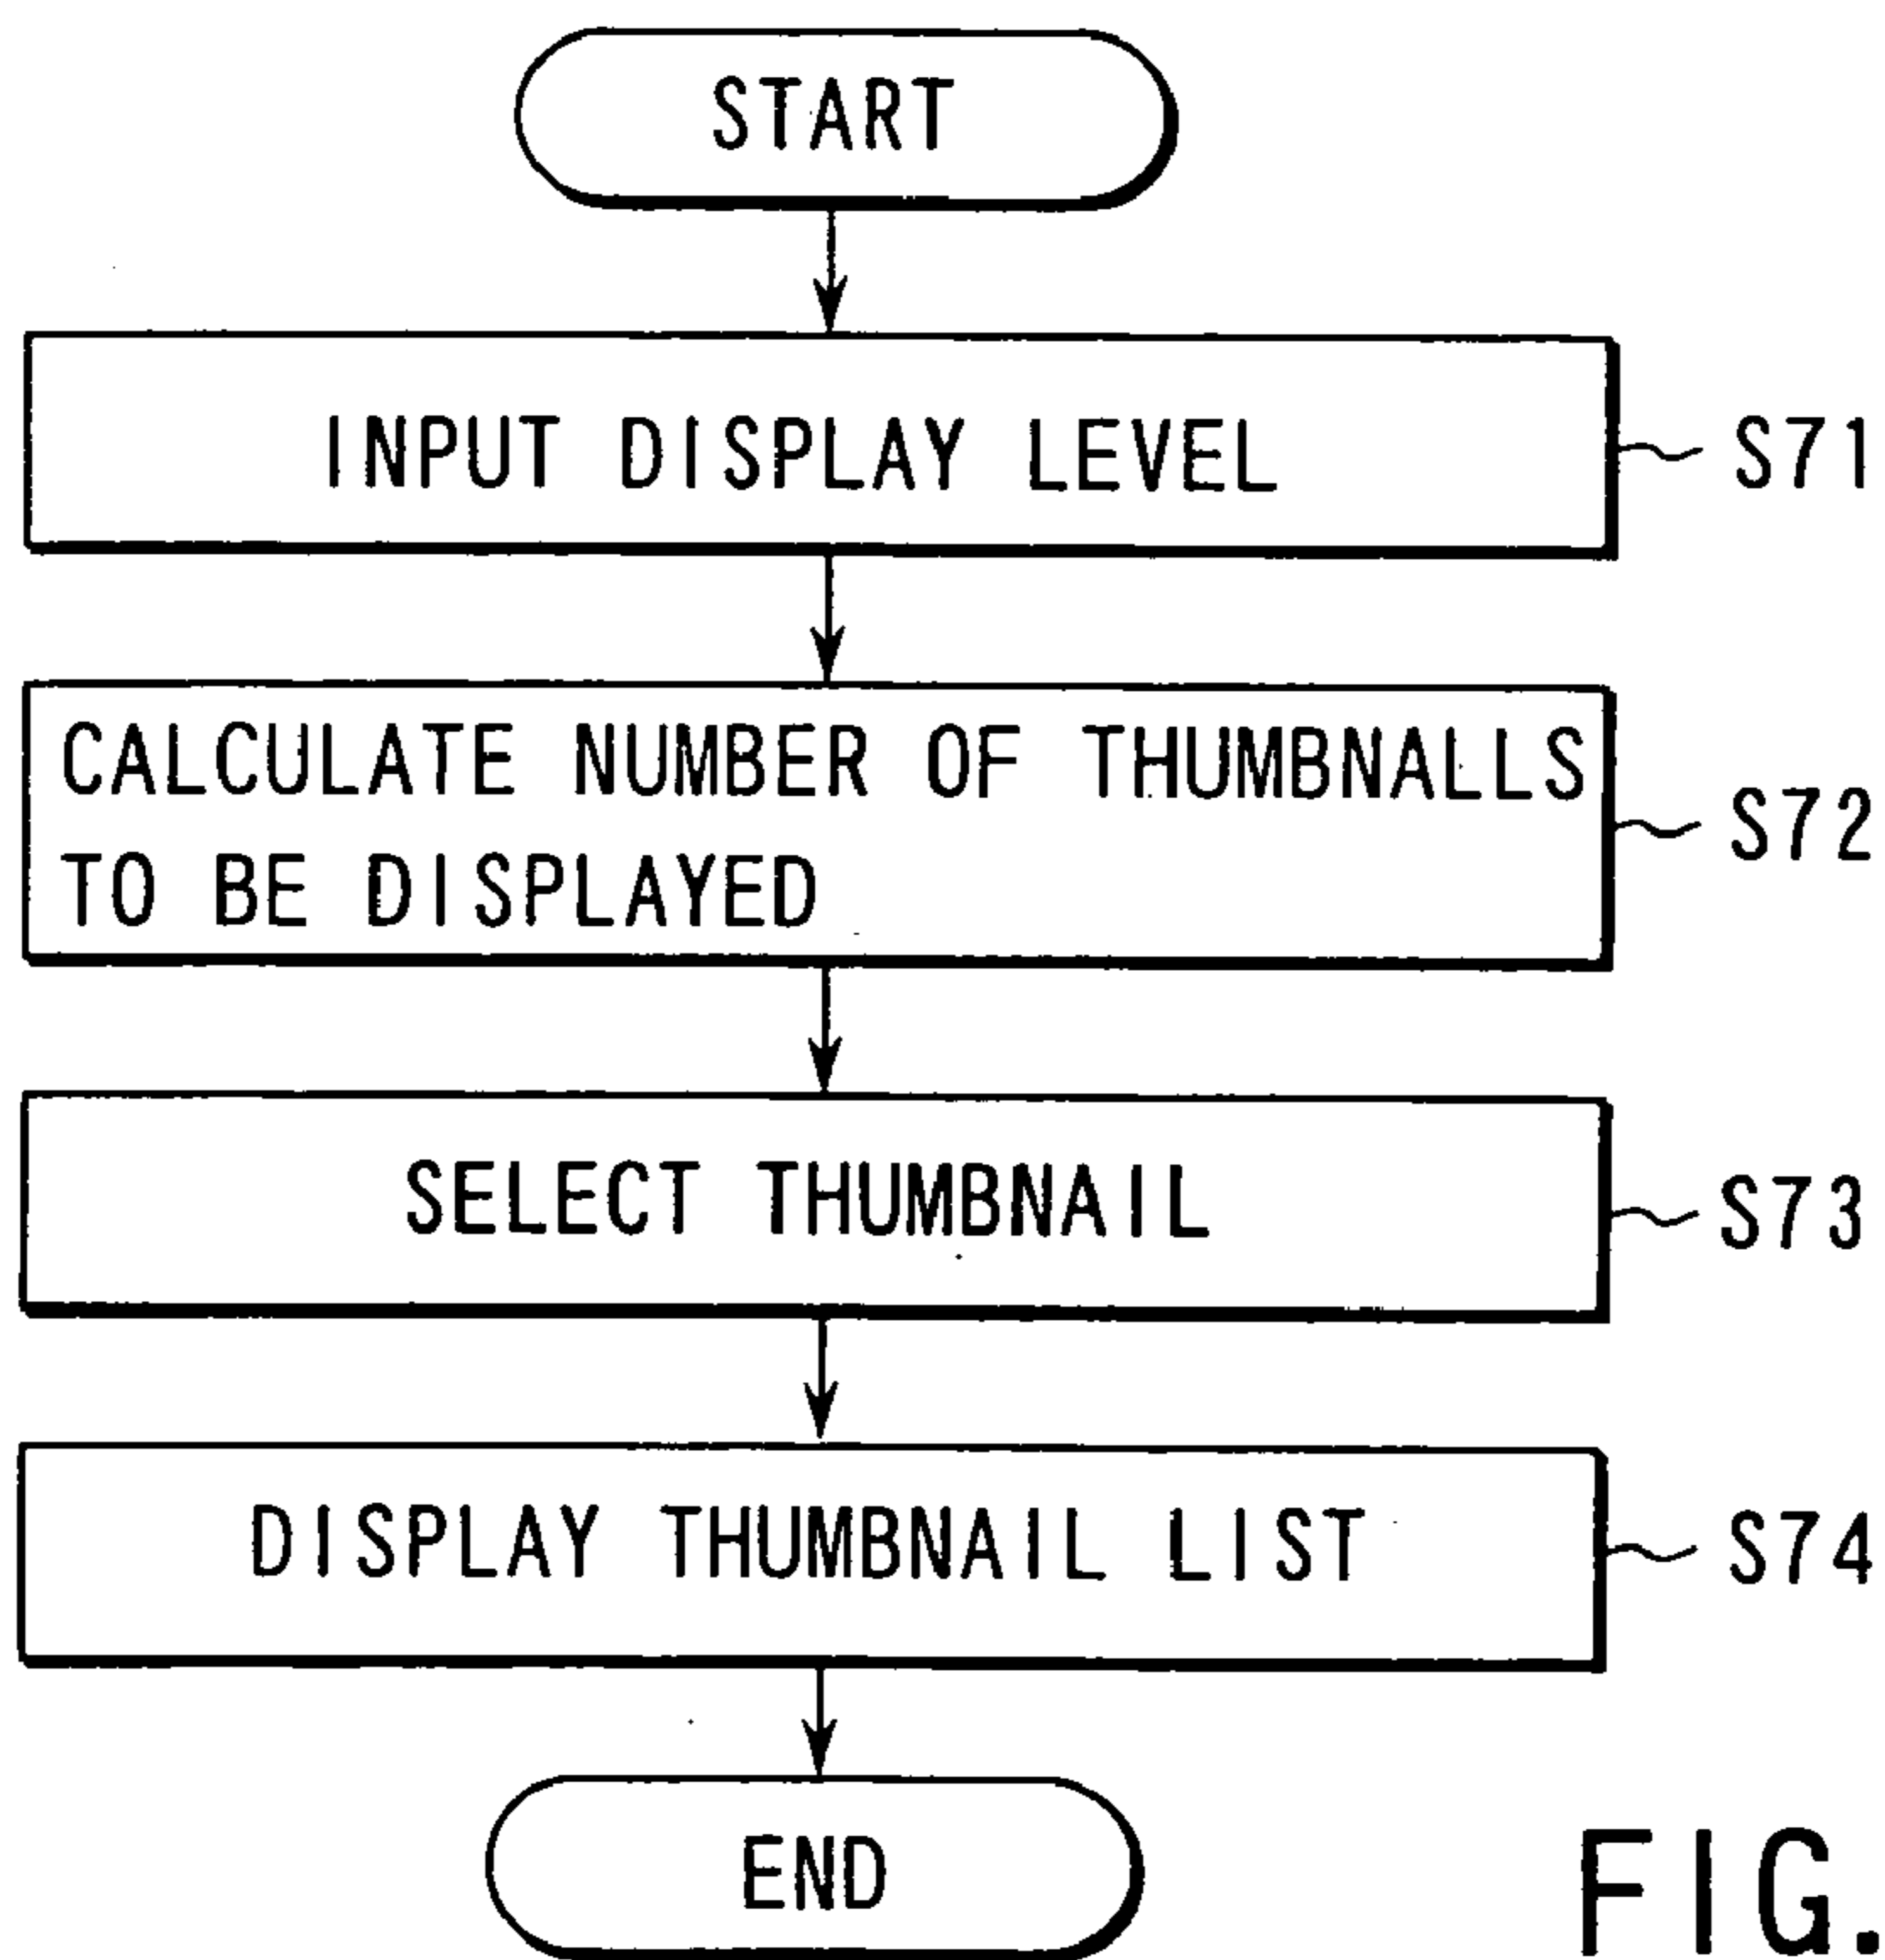 START
INPUT DISPLAY LEVEL
S71
CALCULATE NUMBER OF THUMBNALLS
TO BE DISPLAYED
S72
SELECT THUMBNAIL
S73
DISPLAY THUMBNAIL LIST
S74
END
FIG.